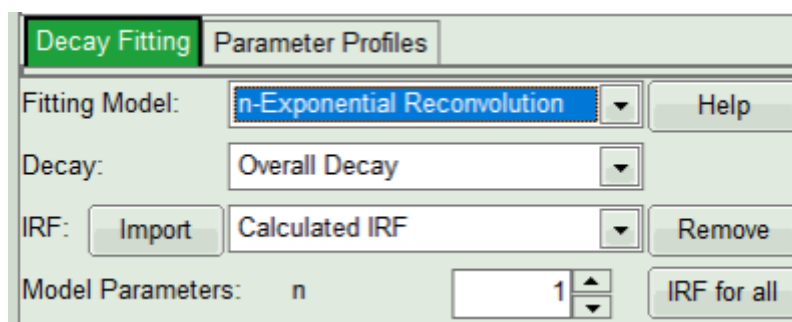 Decay Fitting Parameter Profiles
Fitting Model: n-Exponential Reconvolution Help
Decay: Overall Decay
IRF: Import Calculated IRF Remove
Model Parameters: n 1 IRF for all